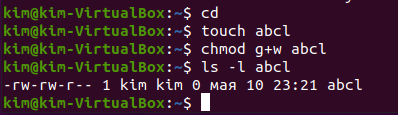 kim@kim-VirtualBox:~$ cd
kim@kim-VirtualBox:~$ touch abcl
kim@kim-VirtualBox:~$ chmod g+w abcl
kim@kim-VirtualBox:~$ ls -l abcl
-rw-rw-r-- 1 kim kim 0 мая 10 23:21 abcl
kim@kim-VirtualBox:~$